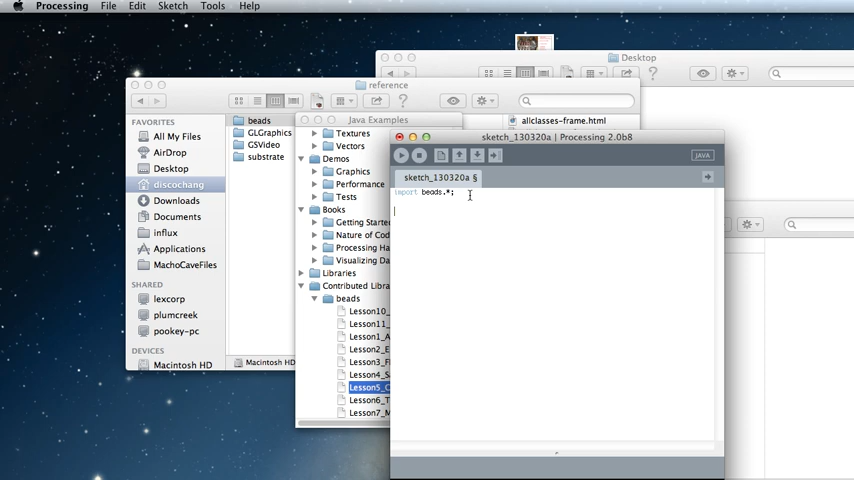 Processing File Edit Sketch Tools Help
Desktop
reference
FAVORITES
All My Files
AirDrop
Desktop
discochang
Downloads
Documents
influx
Applications
MachoCaveFiles
SHARED
lexcorp
plumcreek
pookey-pc
DEVICES
Macintosh HD
beads
GLGraphics
GSVideo
substrate
Macintosh HD
Java Examples
Textures
Vectors
Demos
Graphics
Performance
Tests
Books
Getting Starte
Nature of Cod
Processing Ha
Visualizing Da
Libraries
Contributed Libra
beads
Lesson10_
Lesson11_
Lesson1_A
Lesson2_E
Lesson3_F
Lesson4_S
Lesson5_C
Lesson6_T
Lesson7_M
allclasses-frame.html
sketch_130320a | Processing 2.0b8
JAVA
sketch_130320a §
import beads.*;